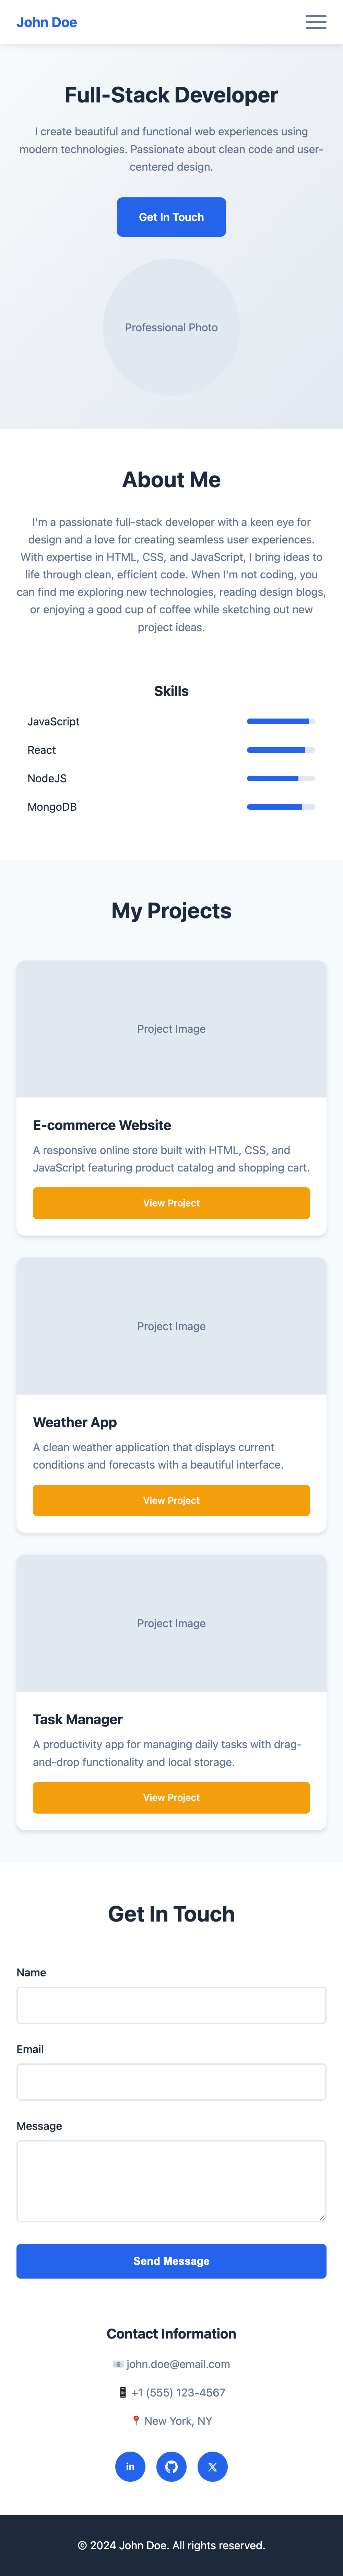 John Doe
Full-Stack Developer
I create beautiful and functional web experiences using
modern technologies. Passionate about clean code and user-
centered design.
Get In Touch
Professional Photo
About Me
I'm a passionate full-stack developer with a keen eye for
design and a love for creating seamless user experiences.
With expertise in HTML, CSS, and JavaScript, I bring ideas to
life through clean, efficient code. When I'm not coding, you
can find me exploring new technologies, reading design blogs,
or enjoying a good cup of coffee while sketching out new
project ideas.
Skills
JavaScript
React
NodeJS
MongoDB
My Projects
Project Image
E-commerce Website
A responsive online store built with HTML, CSS, and
JavaScript featuring product catalog and shopping cart.
View Project
Project Image
Weather App
A clean weather application that displays current
conditions and forecasts with a beautiful interface.
View Project
Project Image
Task Manager
A productivity app for managing daily tasks with drag-
and-drop functionality and local storage.
View Project
Get In Touch
Name
Email
Message
Send Message
Contact Information
📧 john.doe@email.com
📱 +1 (555) 123-4567
📍 New York, NY
in
© 2024 John Doe. All rights reserved.